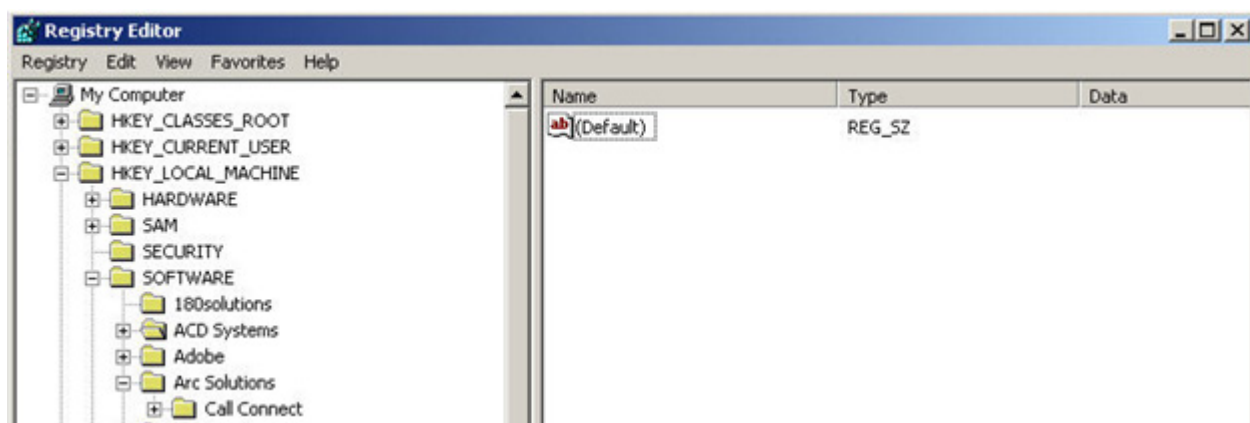 Registry Editor
Registry Edit View Favorites Help
My Computer
HKEY_CLASSES_ROOT
HKEY_CURRENT_USER
HKEY_LOCAL_MACHINE
HARDWARE
SAM
SECURITY
SOFTWARE
180solutions
ACD Systems
Adobe
Arc Solutions
Call Connect
Name Type Data
ab (Default) REG_SZ